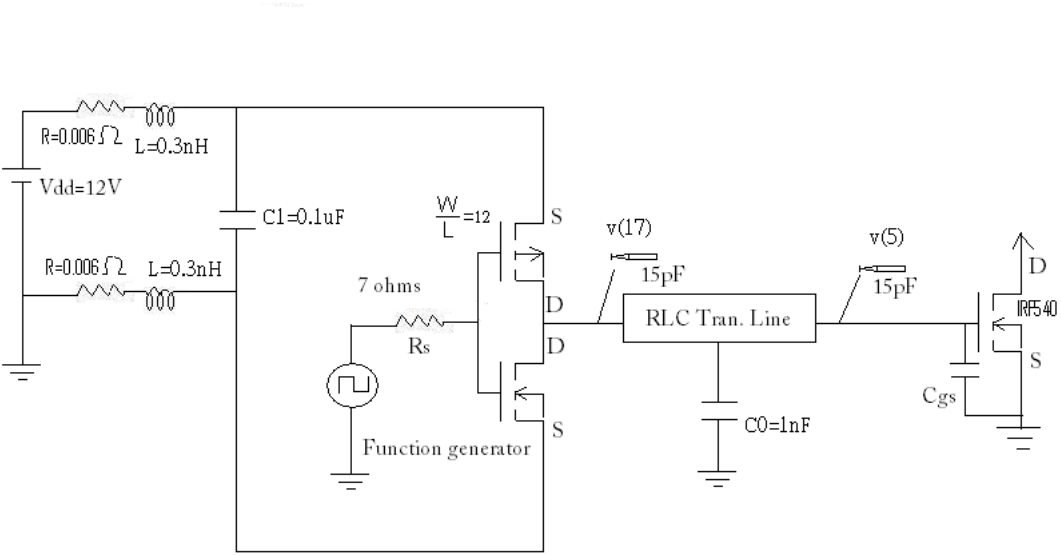 R=0.006Ω
L=0.3nH
Vdd=12V
C1=0.1uF
W/L=12
S
R=0.006Ω
L=0.3nH
7 ohms
Rs
Function generator
D
D
S
v(17)
15pF
v(5)
15pF
RLC Tran. Line
C0=1nF
D
IRF540
S
Cgs